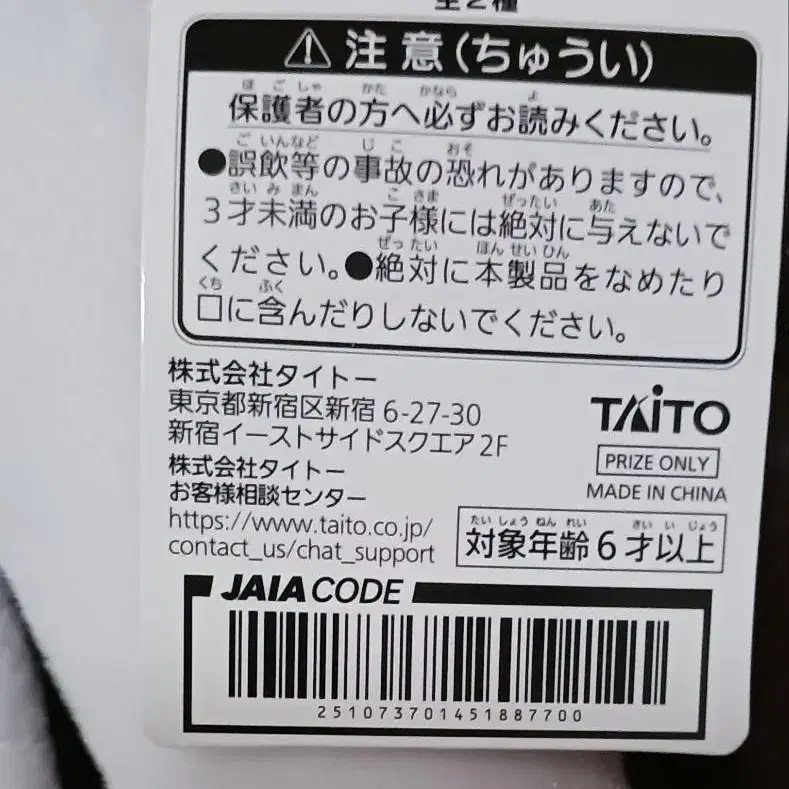 全2種
注意(ちゅうい)
保護者の方へ必ずお読みください。
●誤飲等の事故の恐れがありますので、
3才未満のお子様には絶対に与えないで
ください。●絶対に本製品をなめたり
口に含んだりしないでください。
株式会社タイトー
東京都新宿区新宿 6-27-30
新宿イーストサイドスクエア2F
株式会社タイトー
お客様相談センター
https://www.taito.co.jp/
contact_us/chat_support
TAITO
PRIZE ONLY
MADE IN CHINA
対象年齢6才以上
JAIA CODE
251073701451887700